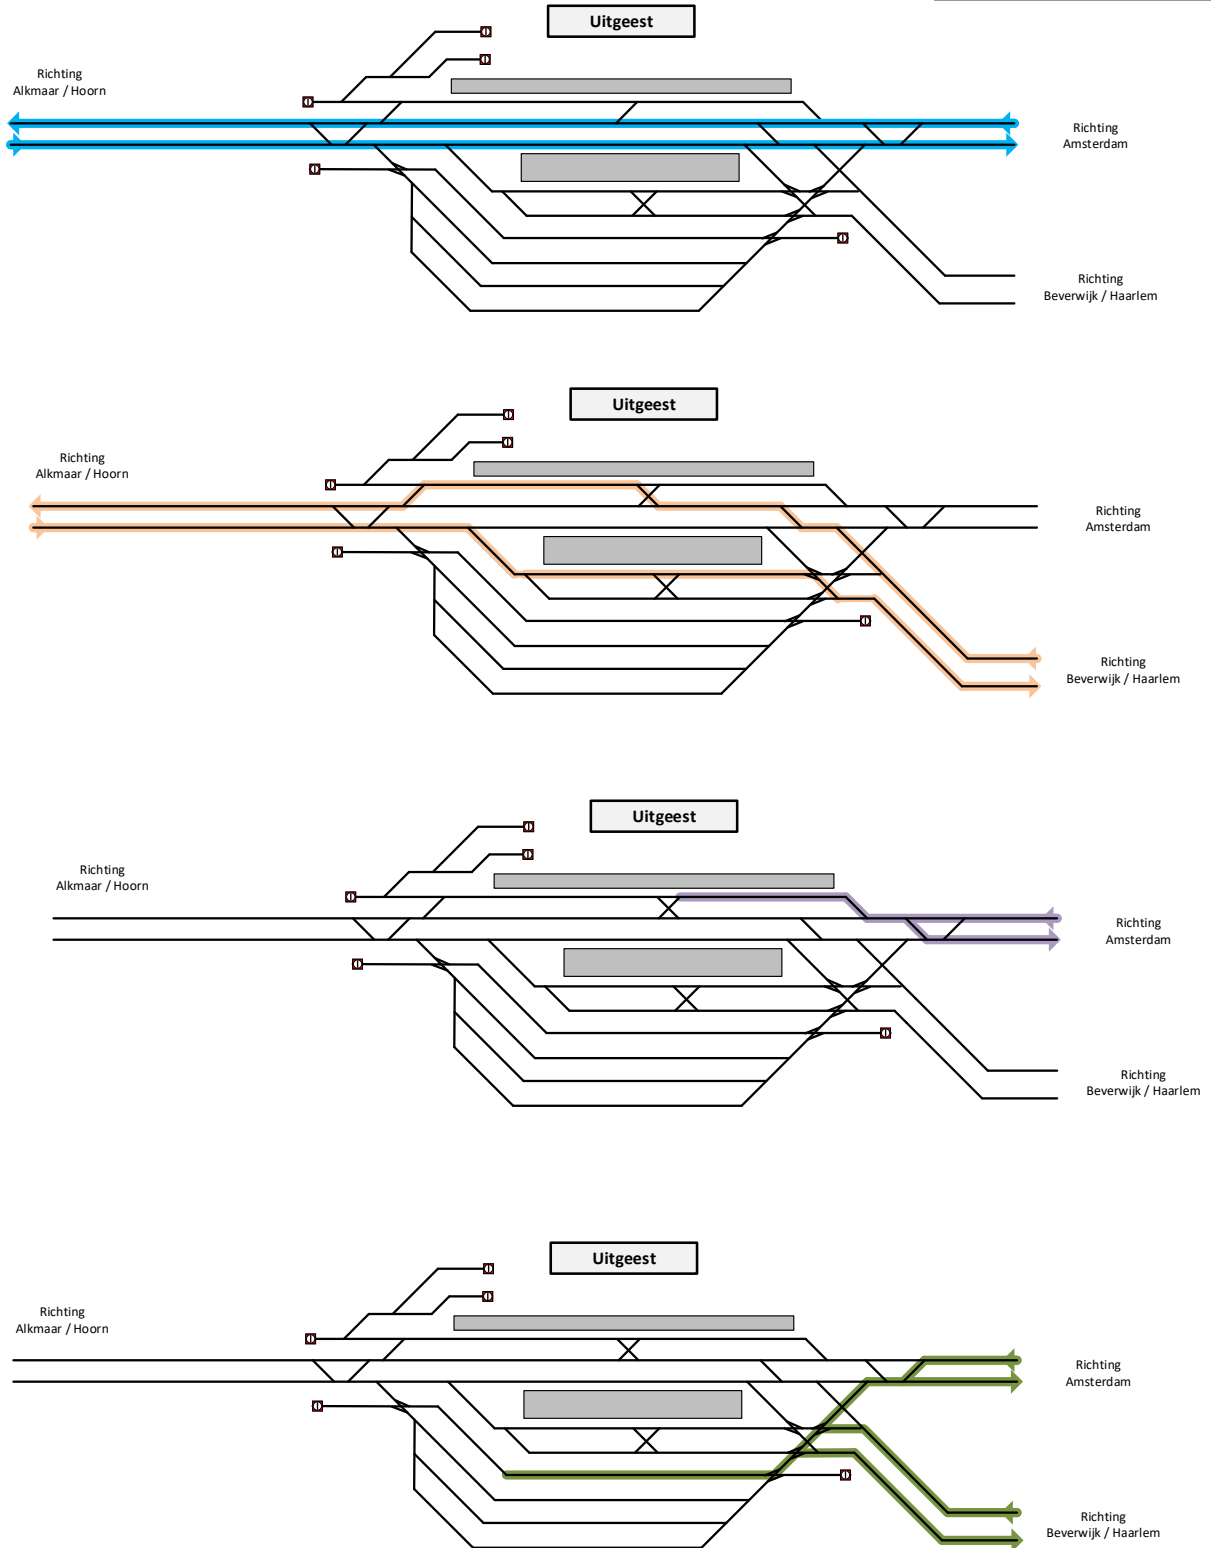 Uitgeest
Richting
Alkmaar / Hoorn
Richting
Amsterdam
Richting
Beverwijk / Haarlem
Uitgeest
Richting
Alkmaar / Hoorn
Richting
Amsterdam
Richting
Beverwijk / Haarlem
Uitgeest
Richting
Alkmaar / Hoorn
Richting
Amsterdam
Richting
Beverwijk / Haarlem
Uitgeest
Richting
Alkmaar / Hoorn
Richting
Amsterdam
Richting
Beverwijk / Haarlem